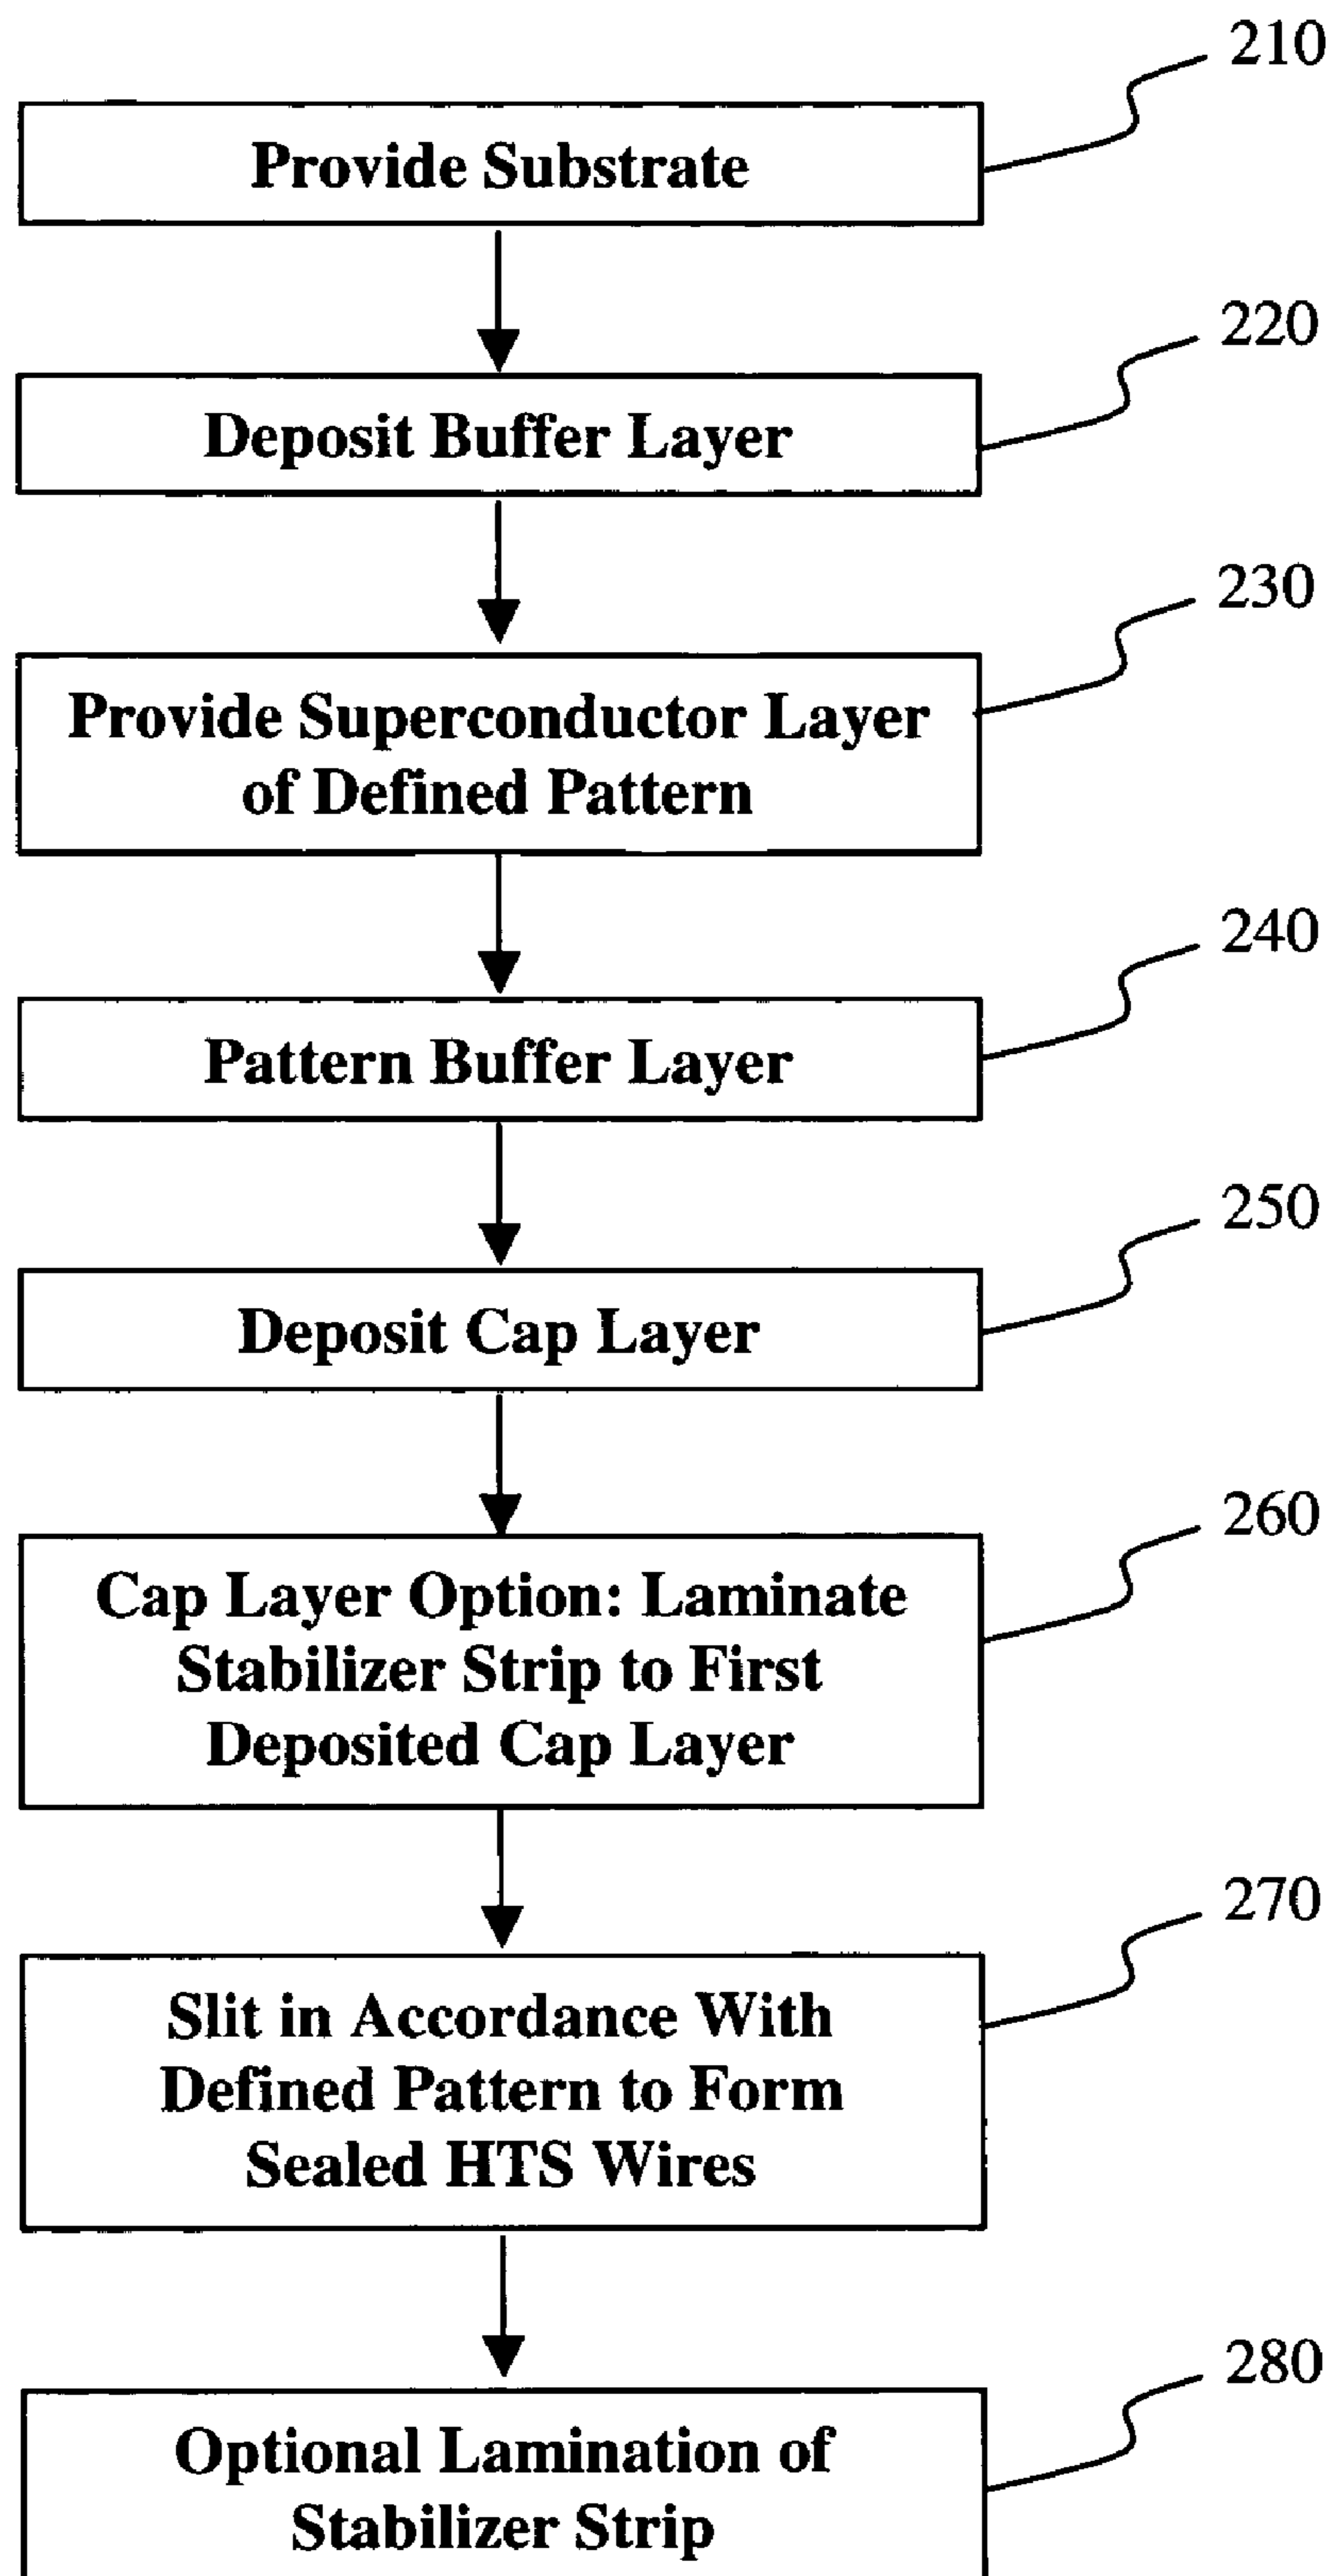 210
Provide Substrate
220
Deposit Buffer Layer
230
Provide Superconductor Layer
of Defined Pattern
240
Pattern Buffer Layer
250
Deposit Cap Layer
260
Cap Layer Option: Laminate
Stabilizer Strip to First
Deposited Cap Layer
270
Slit in Accordance With
Defined Pattern to Form
Sealed HTS Wires
280
Optional Lamination of
Stabilizer Strip